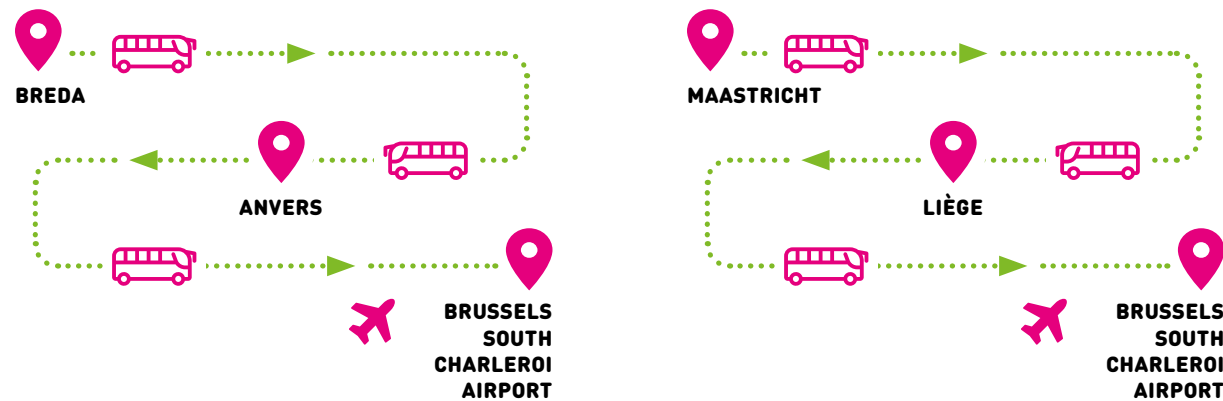 BREDA
ANVERS
BRUSSELS
SOUTH
CHARLEROI
AIRPORT
MAASTRICHT
LIÈGE
BRUSSELS
SOUTH
CHARLEROI
AIRPORT